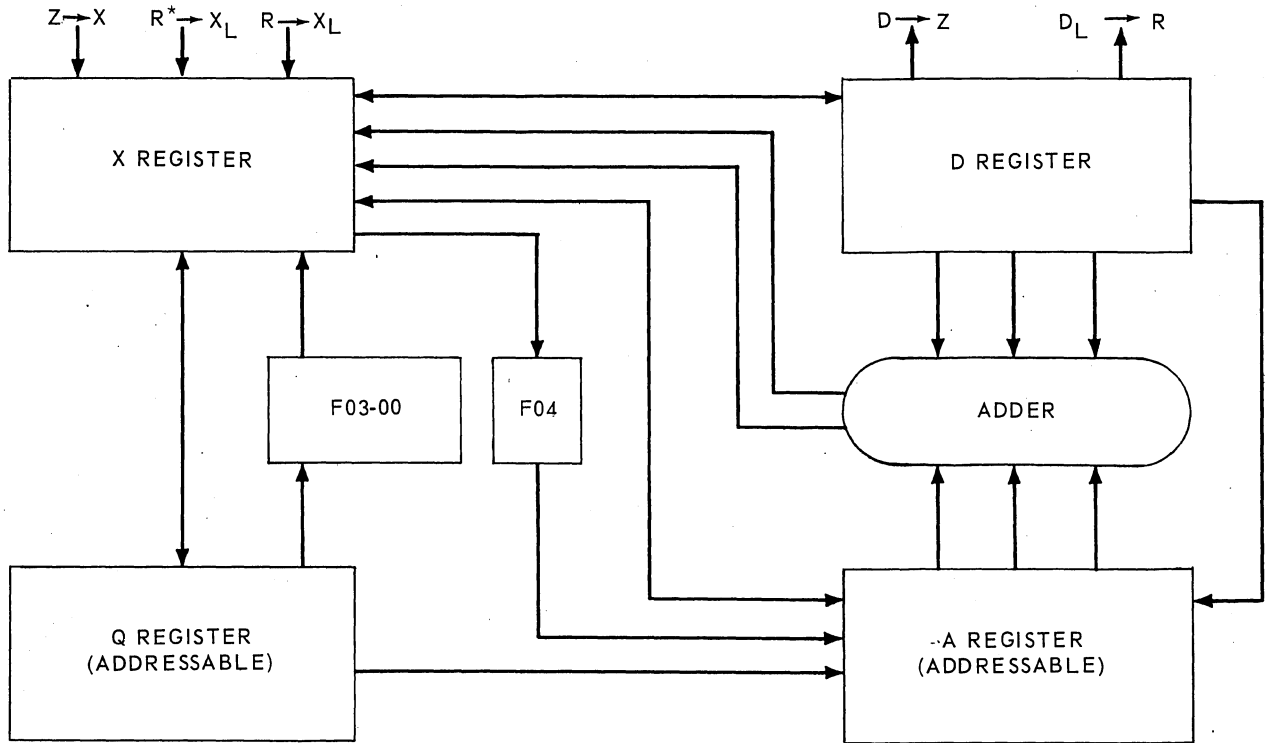 Z→X R*→XL R→XL D→Z DL→R
X REGISTER
D REGISTER
F03-00
F04
ADDER
Q REGISTER
(ADDRESSABLE)
A REGISTER
(ADDRESSABLE)